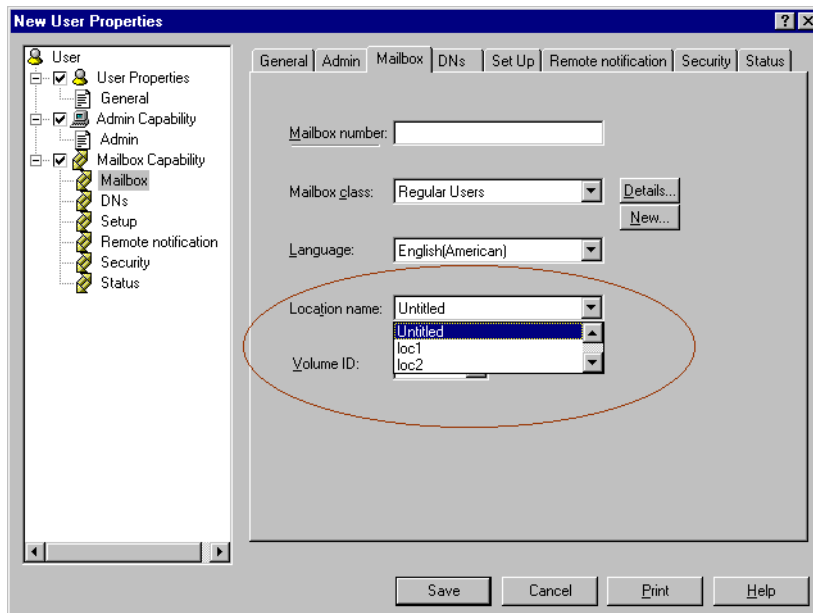 New User Properties
User
User Properties
General
Admin Capability
Admin
Mailbox Capability
Mailbox
DNs
Setup
Remote notification
Security
Status
General Admin Mailbox DNs Set Up Remote notification Security Status
Mailbox number:
Mailbox class: Regular Users Details...
New...
Language: English(American)
Location name: Untitled
Untitled
loc1
loc2
Volume ID:
Save Cancel Print Help